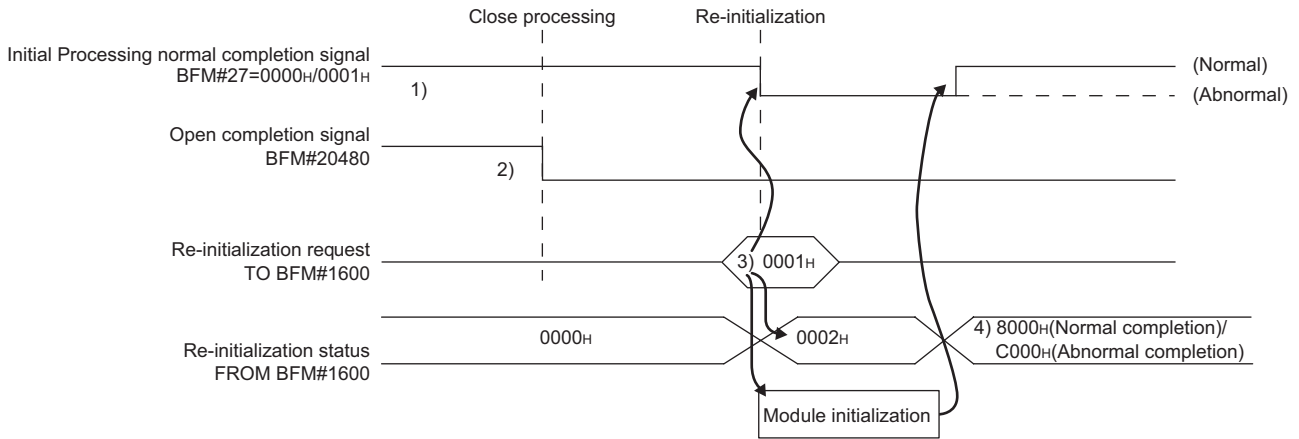 Close processing
Re-initialization
Initial Processing normal completion signal
BFM#27=0000H/0001H
1)
(Normal)
(Abnormal)
Open completion signal
BFM#20480
2)
Re-initialization request
TO BFM#1600
3) 0001H
Re-initialization status
FROM BFM#1600
0000H
0002H
4) 8000H(Normal completion)/
C000H(Abnormal completion)
Module initialization